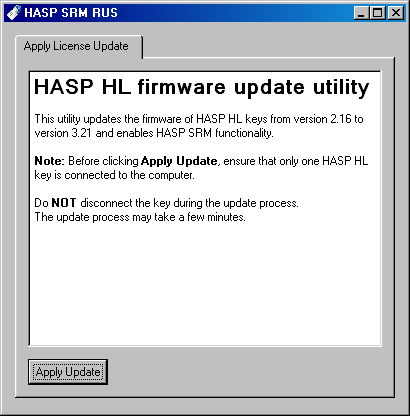 HASP SRM RUS
Apply License Update
HASP HL firmware update utility
This utility updates the firmware of HASP HL keys from version 2.16 to
version 3.21 and enables HASP SRM functionality.
Note: Before clicking Apply Update, ensure that only one HASP HL
key is connected to the computer.
Do NOT disconnect the key during the update process.
The update process may take a few minutes.
Apply Update